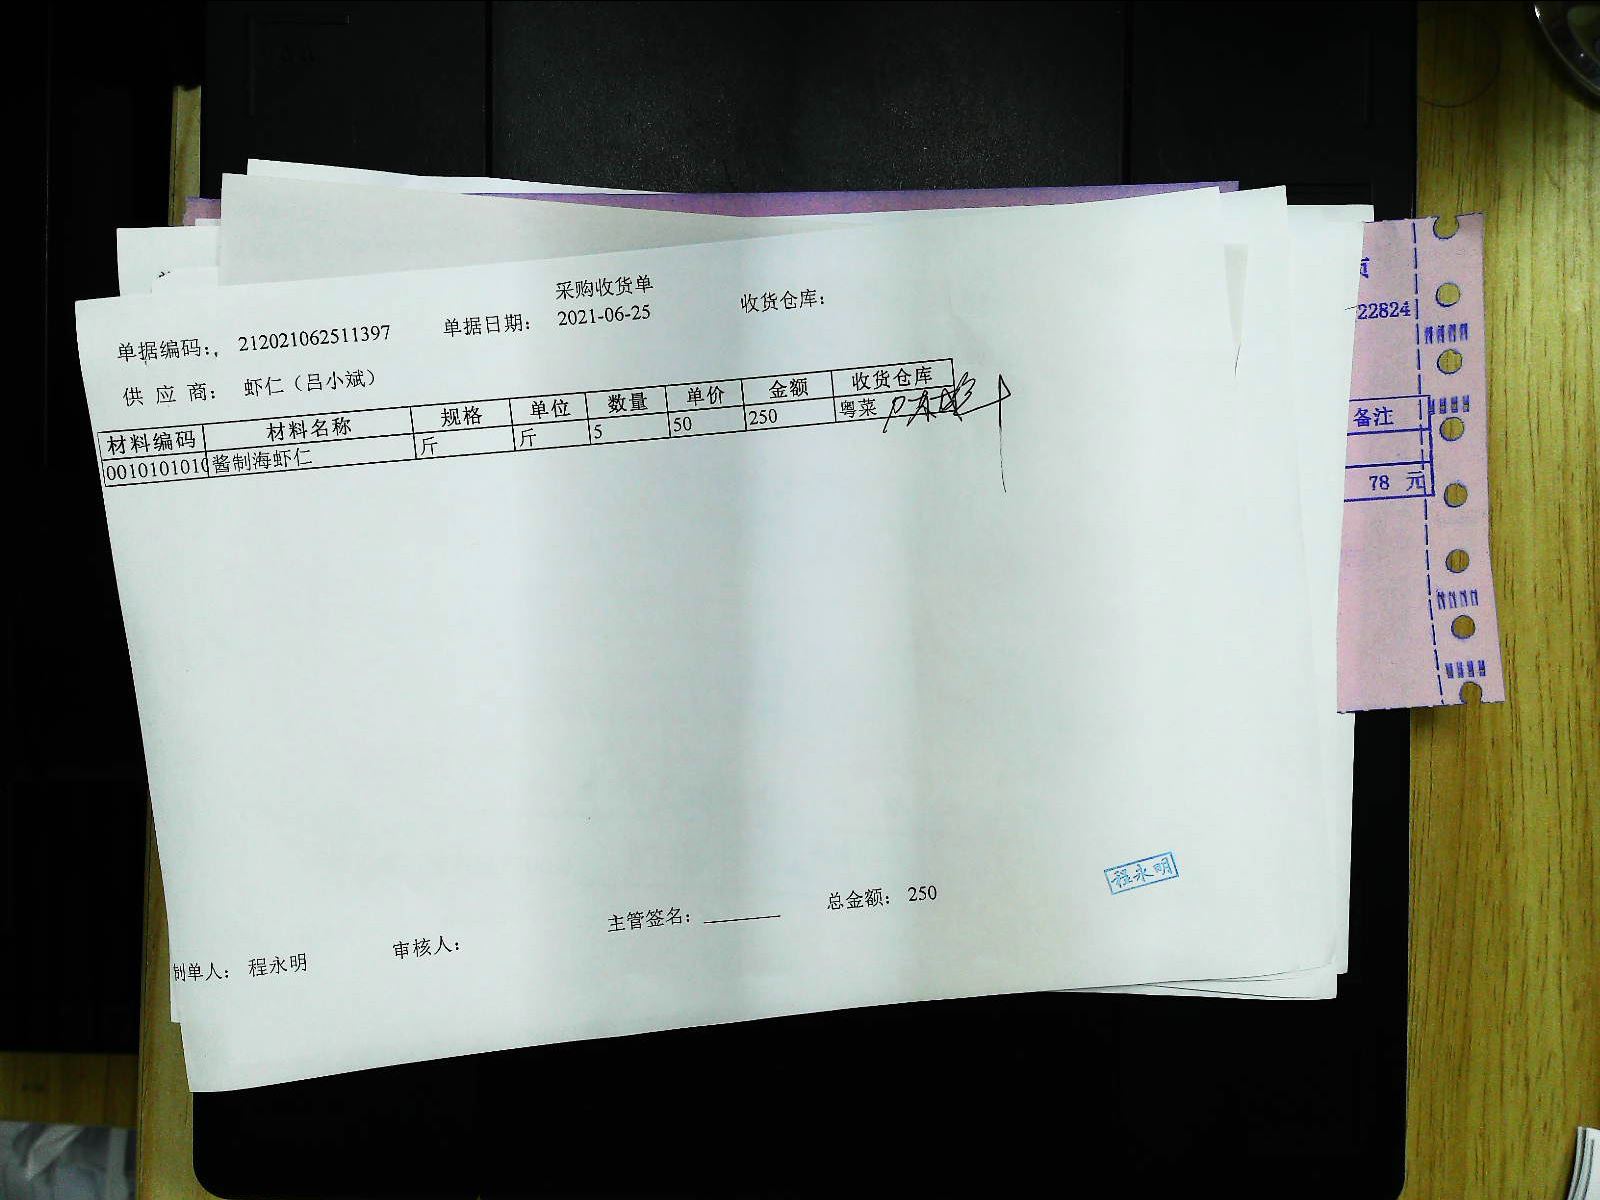 采购收货单
单据编码:, 212021062511397 单据日期: 2021-06-25 收货仓库:
供 应 商: 虾仁（吕小斌）
材料编码 材料名称 规格 单位 数量 单价 金额 收货仓库
0010101010 酱制海虾仁 斤 斤 5 50 250 粤菜
主管签名: 总金额: 250
制单人: 程永明 审核人:
程永明
22824
备注
78 元